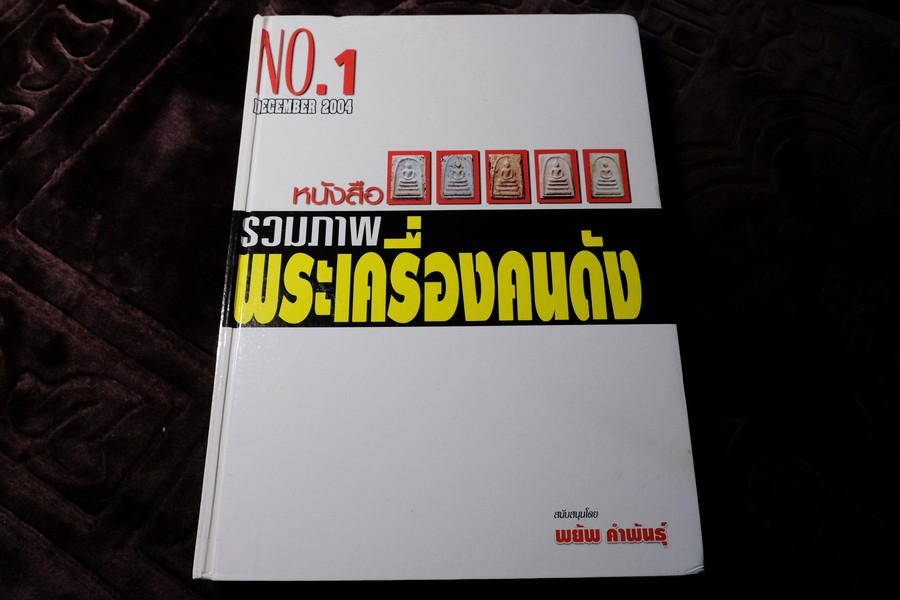 NO.1
DECEMBER 2004
หนังสือ
รวมภาพ
พระเครื่องคนดัง
สนับสนุนโดย
พยัพ คำพันธุ์